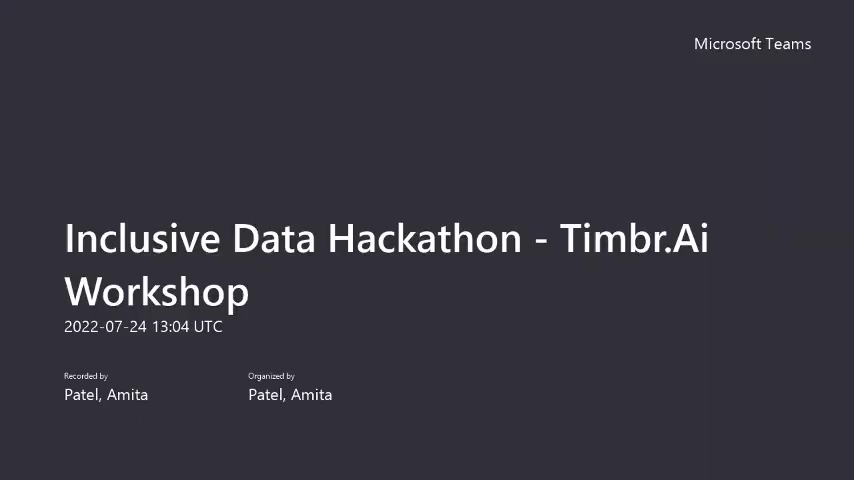 Microsoft Teams
Inclusive Data Hackathon - Timbr.Ai
Workshop
2022-07-24 13:04 UTC
Recorded by
Organized by
Patel, Amita
Patel, Amita